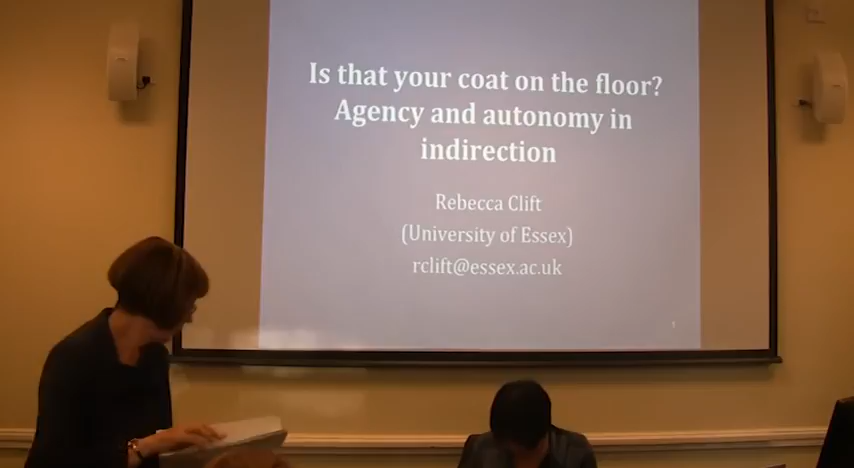 Is that your coat on the floor?
Agency and autonomy in
indirection
Rebecca Clift
(University of Essex)
rclift@essex.ac.uk
1